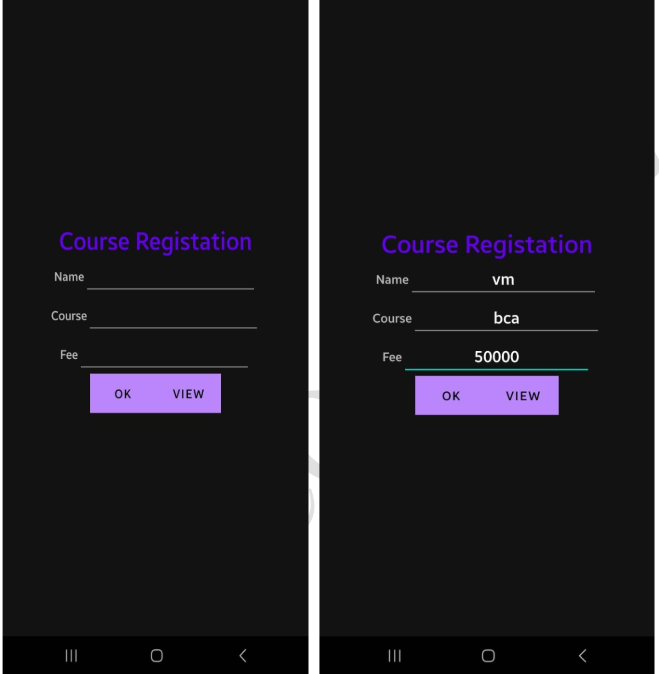 Course Registation
Name
Course
Fee
OK VIEW
Course Registation
Name vm
Course bca
Fee 50000
OK VIEW